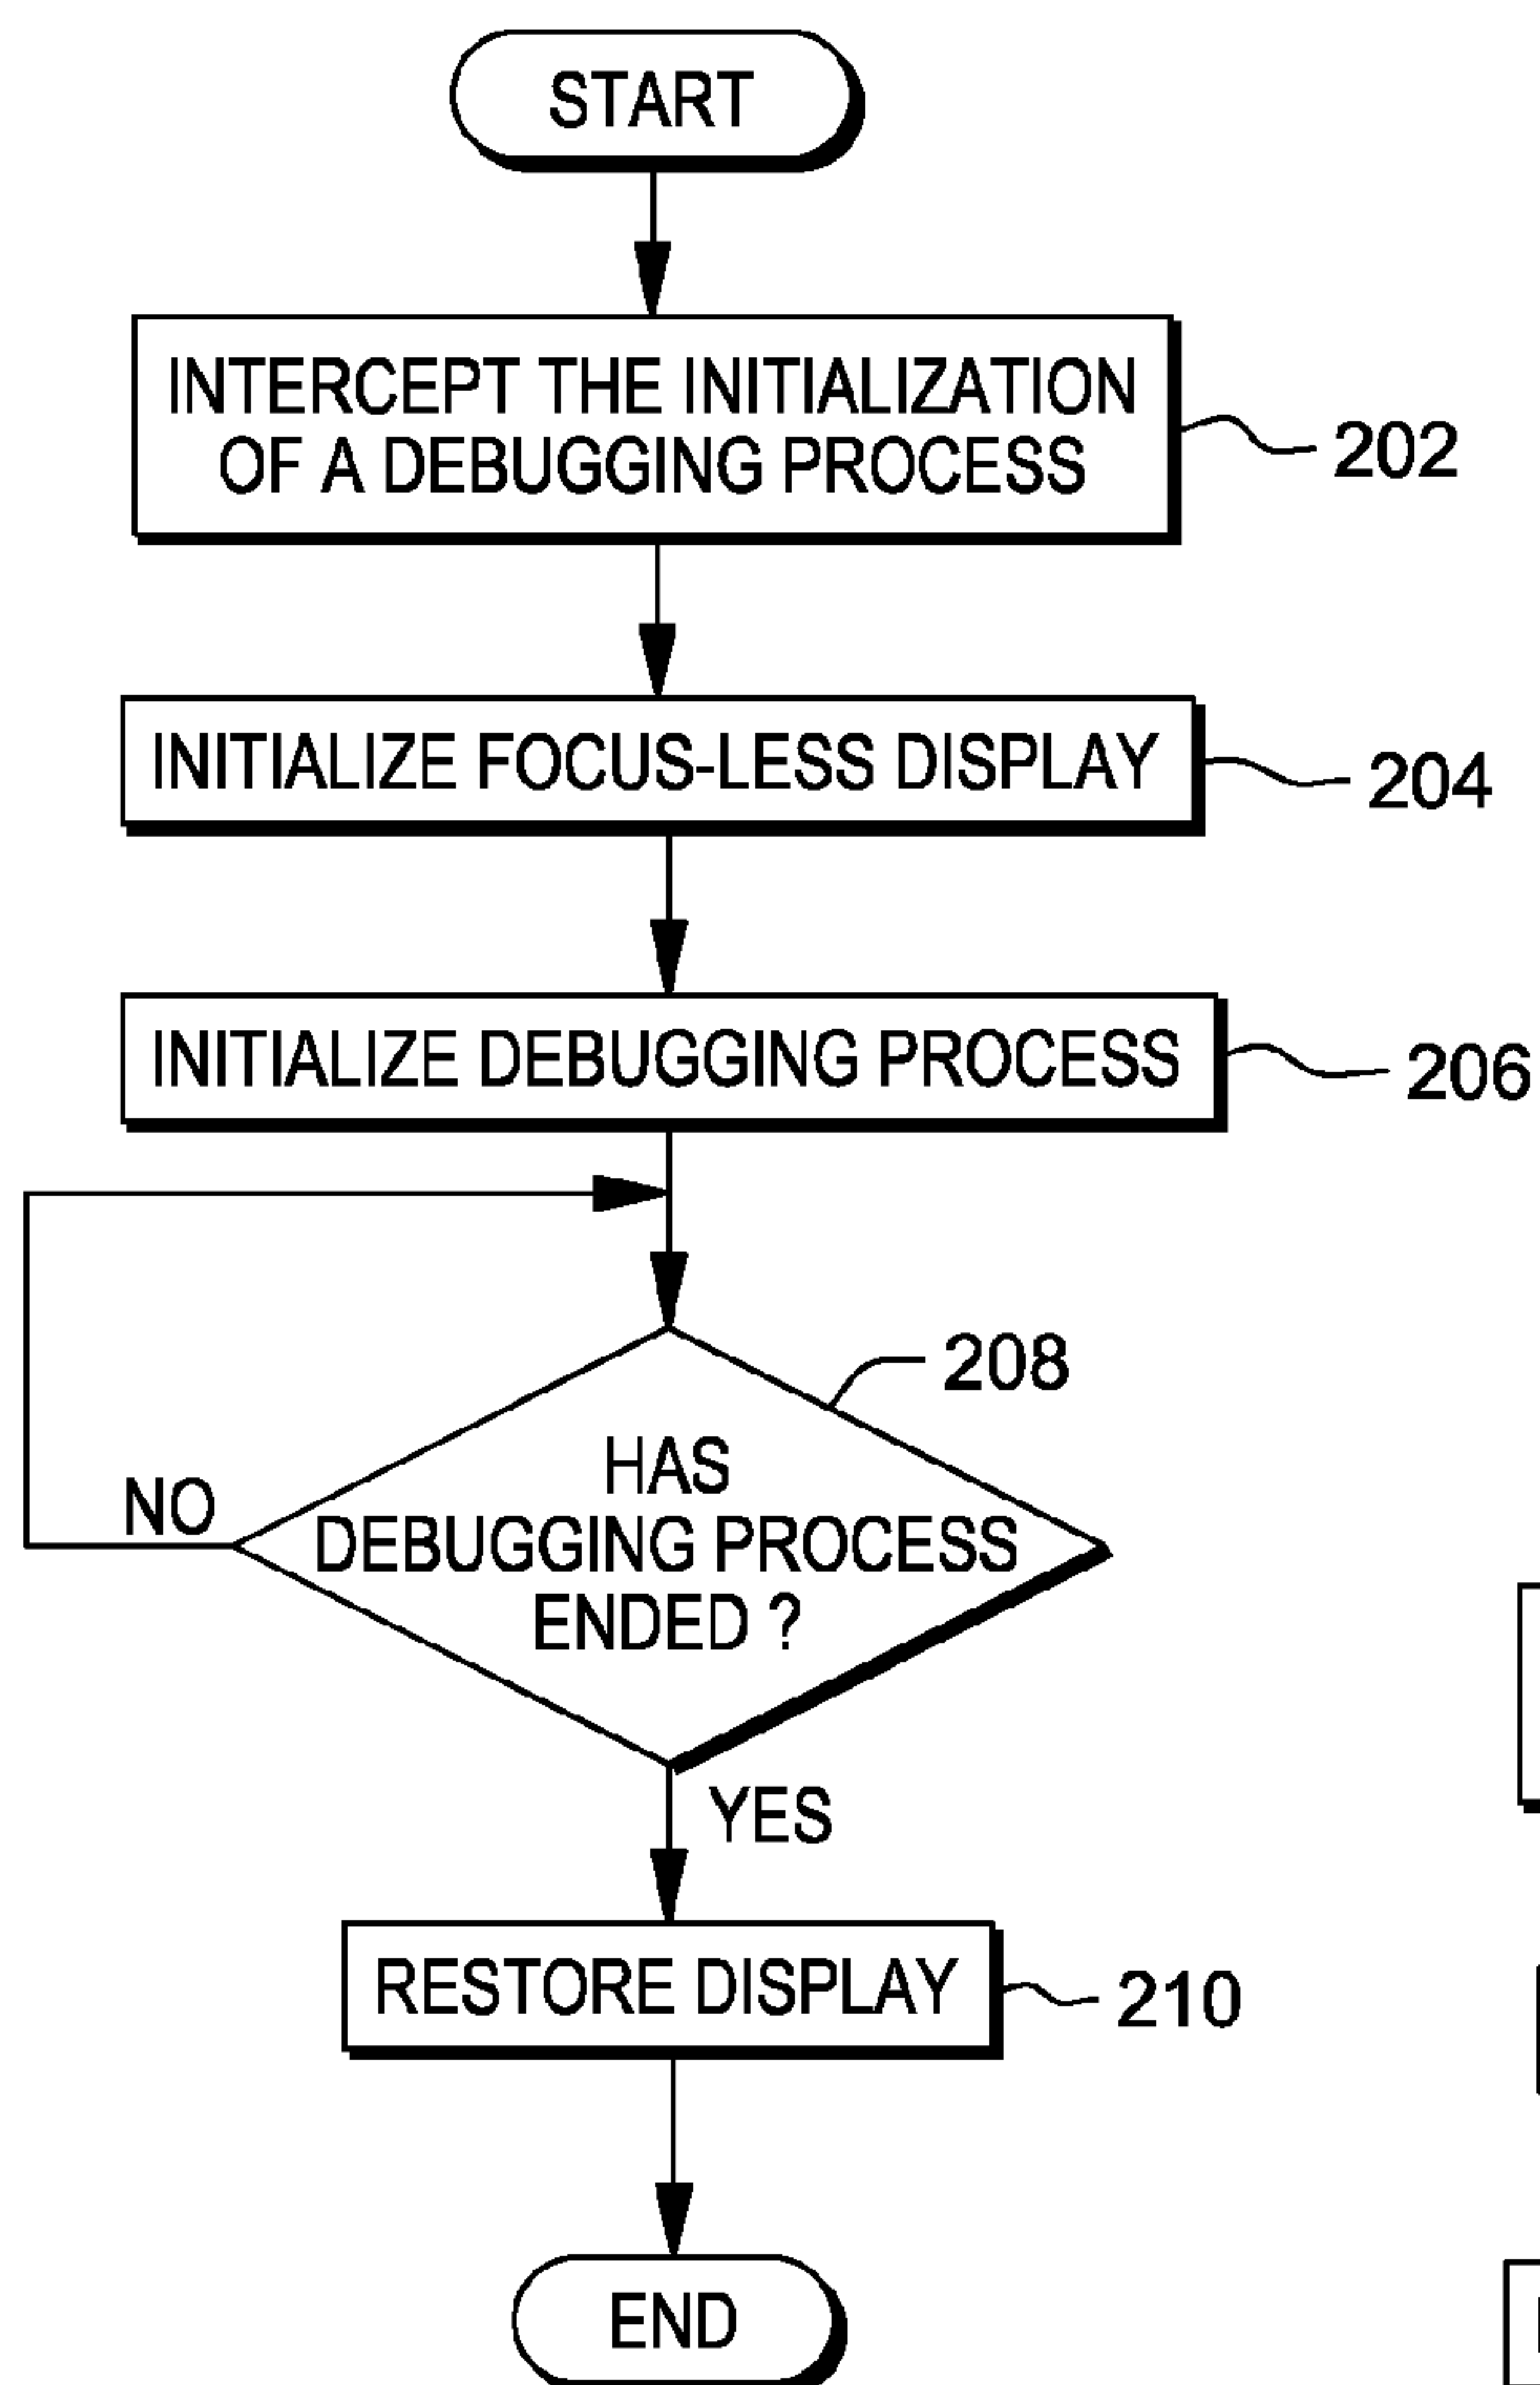 START
INTERCEPT THE INITIALIZATION
OF A DEBUGGING PROCESS
202
INITIALIZE FOCUS-LESS DISPLAY
204
INITIALIZE DEBUGGING PROCESS
206
208
HAS
DEBUGGING PROCESS
ENDED ?
NO
YES
RESTORE DISPLAY
210
END